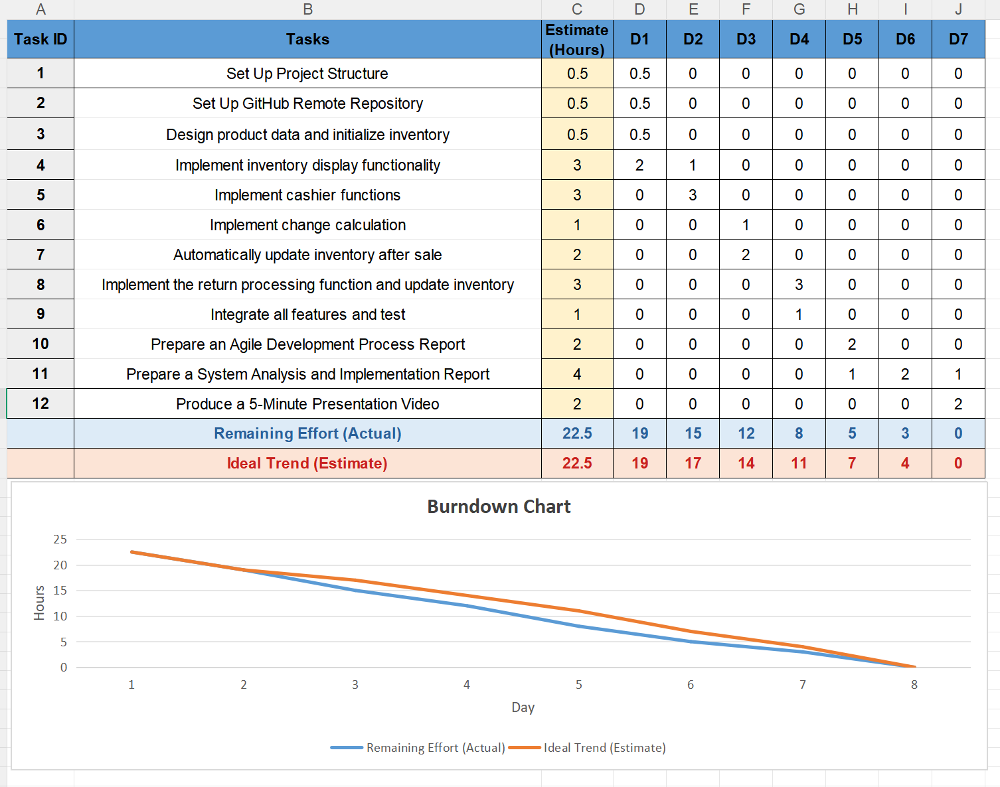 A B C D E F G H I J
Task ID Tasks Estimate (Hours) D1 D2 D3 D4 D5 D6 D7
1 Set Up Project Structure 0.5 0.5 0 0 0 0 0 0
2 Set Up GitHub Remote Repository 0.5 0.5 0 0 0 0 0 0
3 Design product data and initialize inventory 0.5 0.5 0 0 0 0 0 0
4 Implement inventory display functionality 3 2 1 0 0 0 0 0
5 Implement cashier functions 3 0 3 0 0 0 0 0
6 Implement change calculation 1 0 0 1 0 0 0 0
7 Automatically update inventory after sale 2 0 0 2 0 0 0 0
8 Implement the return processing function and update inventory 3 0 0 0 3 0 0 0
9 Integrate all features and test 1 0 0 0 1 0 0 0
10 Prepare an Agile Development Process Report 2 0 0 0 0 2 0 0
11 Prepare a System Analysis and Implementation Report 4 0 0 0 0 1 2 1
12 Produce a 5-Minute Presentation Video 2 0 0 0 0 0 0 2
Remaining Effort (Actual) 22.5 19 15 12 8 5 3 0
Ideal Trend (Estimate) 22.5 19 17 14 11 7 4 0
Burndown Chart
25
20
15
10
5
0
Hours
1 2 3 4 5 6 7 8
Day
Remaining Effort (Actual) Ideal Trend (Estimate)